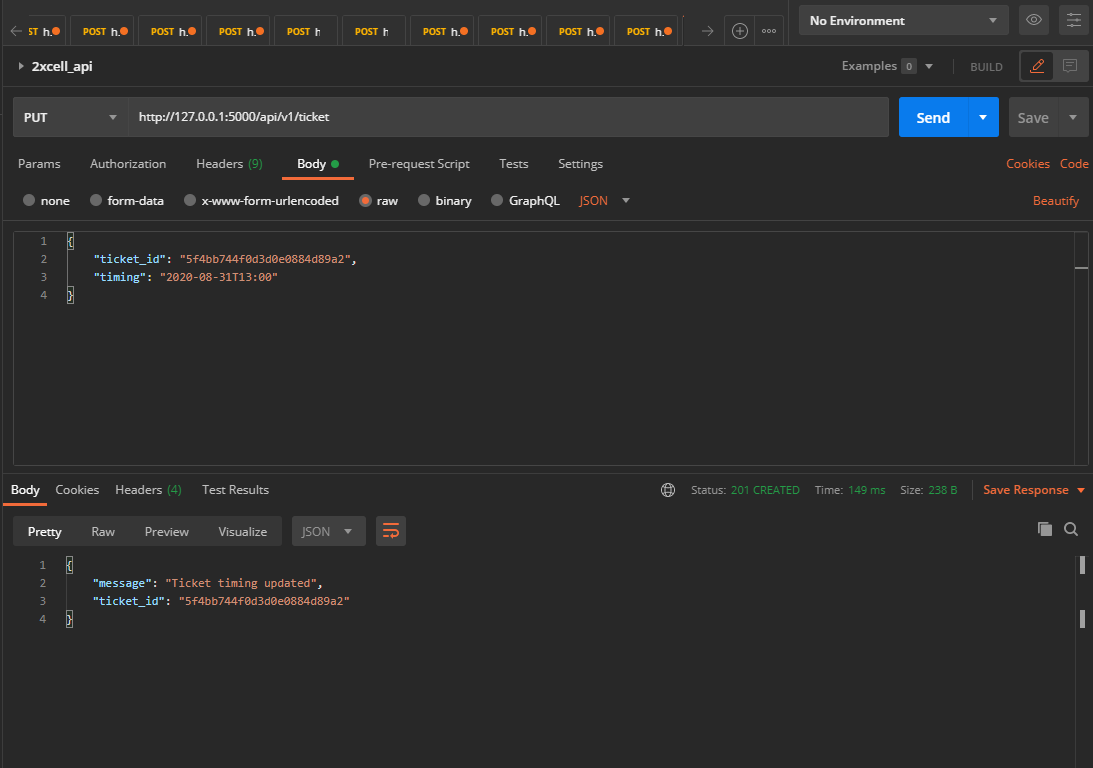 ST h. POST h. POST h. POST h. POST h POST h POST h. POST h. POST h. POST h. No Environment
2xcell_api Examples 0 BUILD
PUT http://127.0.0.1:5000/api/v1/ticket Send Save
Params Authorization Headers (9) Body Pre-request Script Tests Settings Cookies Code
none form-data x-www-form-urlencoded raw binary GraphQL JSON Beautify
1 {
2 "ticket_id": "5f4bb744f0d3d0e0884d89a2",
3 "timing": "2020-08-31T13:00"
4 }
Body Cookies Headers (4) Test Results Status: 201 CREATED Time: 149 ms Size: 238 B Save Response
Pretty Raw Preview Visualize JSON
1 {
2 "message": "Ticket timing updated",
3 "ticket_id": "5f4bb744f0d3d0e0884d89a2"
4 }